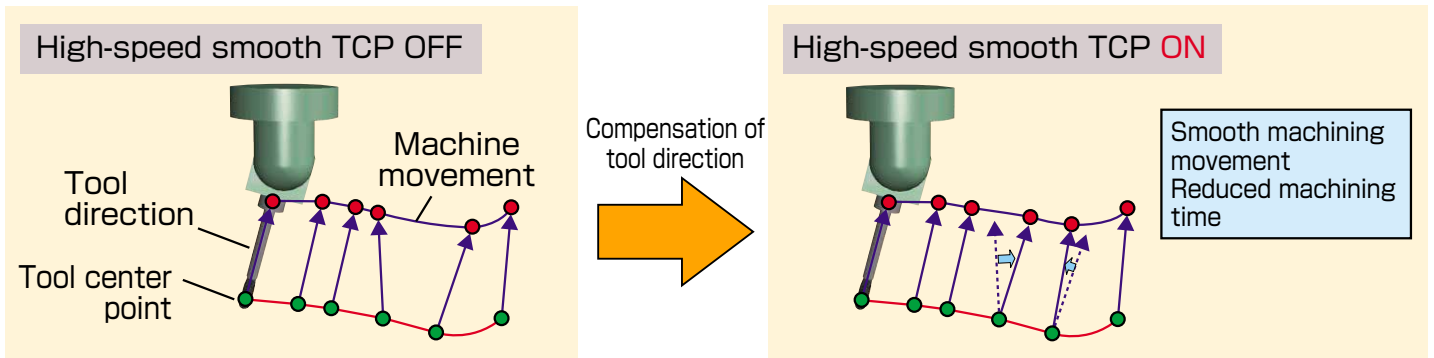 High-speed smooth TCP OFF
Machine
movement
Tool
direction
Tool center
point
Compensation of
tool direction
High-speed smooth TCP ON
Smooth machining
movement
Reduced machining
time